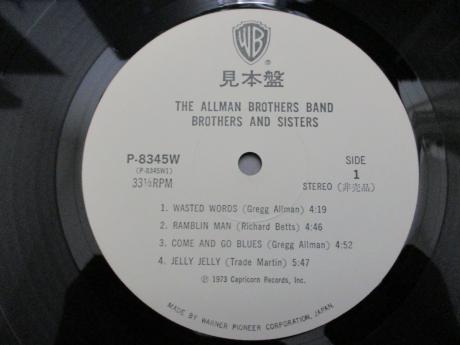 WB
®
見本盤
THE ALLMAN BROTHERS BAND
BROTHERS AND SISTERS
P-8345W
(P-8345W1)
33⅓RPM
SIDE
1
STEREO (非売品)
1. WASTED WORDS (Gregg Allman) 4:19
2. RAMBLIN MAN (Richard Betts) 4:46
3. COME AND GO BLUES (Gregg Allman) 4:52
4. JELLY JELLY (Trade Martin) 5:47
℗ 1973 Capricorn Records, Inc.
MADE BY WARNER PIONEER CORPORATION, JAPAN.